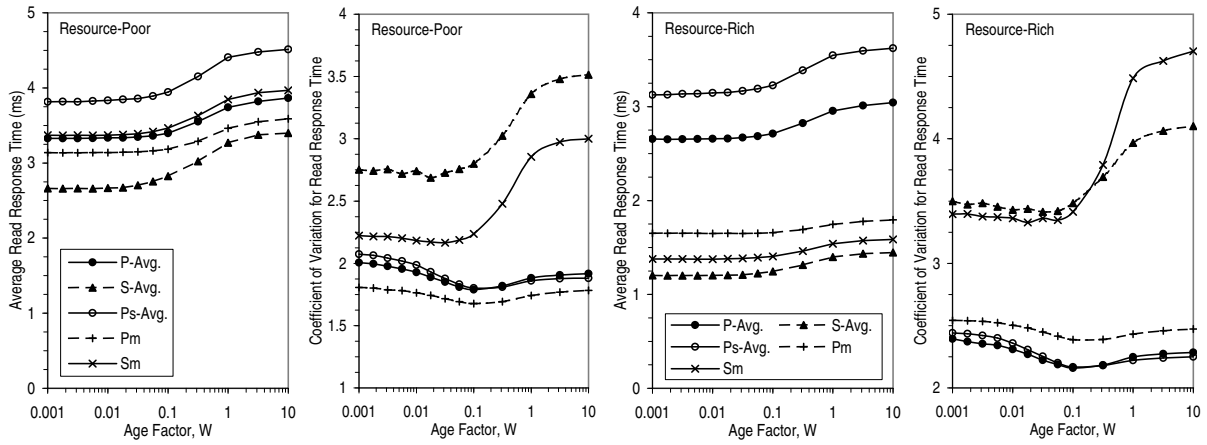 Resource-Poor
Average Read Response Time (ms)
5
4
3
2
1
0
P-Avg.
S-Avg.
Ps-Avg.
Pm
Sm
0.001 0.01 0.1 1 10
Age Factor, W
Resource-Poor
Coefficient of Variation for Read Response Time
4
3.5
3
2.5
2
1.5
1
0.001 0.01 0.1 1 10
Age Factor, W
Resource-Rich
Average Read Response Time (ms)
4
3
2
1
0
P-Avg. S-Avg.
Ps-Avg. Pm
Sm
0.001 0.01 0.1 1 10
Age Factor, W
Resource-Rich
Coefficient of Variation for Read Response Time
5
4
3
2
0.001 0.01 0.1 1 10
Age Factor, W